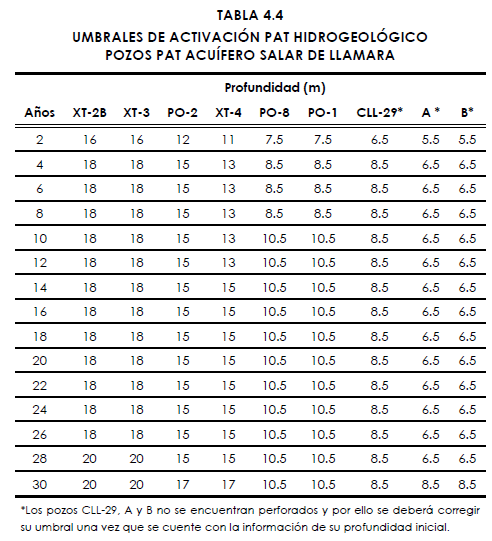 TABLA 4.4
UMBRALES DE ACTIVACIÓN PAT HIDROGEOLÓGICO
POZOS PAT ACUÍFERO SALAR DE LLAMARA
Profundidad (m)
Años XT-2B XT-3 PO-2 XT-4 PO-8 PO-1 CLL-29* A * B*
2 16 16 12 11 7.5 7.5 6.5 5.5 5.5
4 18 18 15 13 8.5 8.5 8.5 6.5 6.5
6 18 18 15 13 8.5 8.5 8.5 6.5 6.5
8 18 18 15 13 8.5 8.5 8.5 6.5 6.5
10 18 18 15 13 10.5 10.5 8.5 6.5 6.5
12 18 18 15 13 10.5 10.5 8.5 6.5 6.5
14 18 18 15 15 10.5 10.5 8.5 6.5 6.5
16 18 18 15 15 10.5 10.5 8.5 6.5 6.5
18 18 18 15 15 10.5 10.5 8.5 6.5 6.5
20 18 18 15 15 10.5 10.5 8.5 6.5 6.5
22 18 18 15 15 10.5 10.5 8.5 6.5 6.5
24 18 18 15 15 10.5 10.5 8.5 6.5 6.5
26 18 18 15 15 10.5 10.5 8.5 6.5 6.5
28 20 20 15 15 10.5 10.5 8.5 6.5 6.5
30 20 20 17 17 10.5 10.5 8.5 8.5 8.5
*Los pozos CLL-29, A y B no se encuentran perforados y por ello se deberá corregir
su umbral una vez que se cuente con la información de su profundidad inicial.